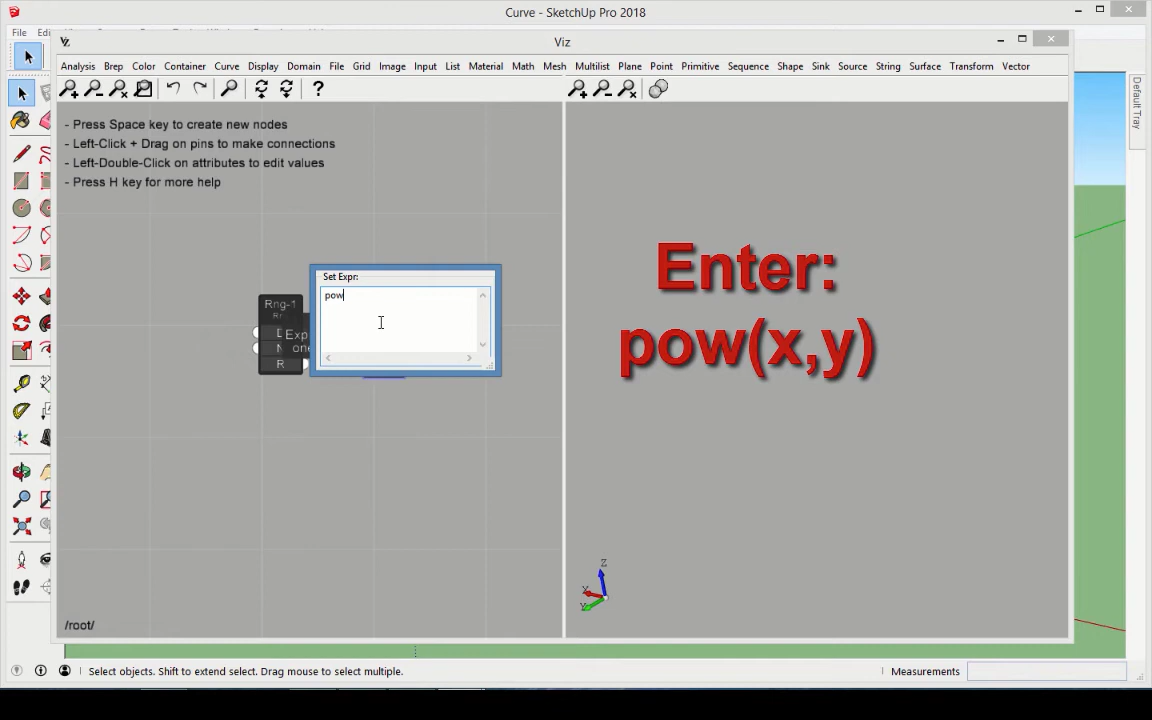 Curve - SketchUp Pro 2018
File
Viz
Analysis Brep Color Container Curve Display Domain File Grid Image Input List Material Math Mesh Multilist Plane Point Primitive Sequence Shape Sink Source String Surface Transform Vector
- Press Space key to create new nodes
- Left-Click + Drag on pins to make connections
- Left-Double-Click on attributes to edit values
- Press H key for more help
Default Tray
Enter:
pow(x,y)
Set Expr:
pow
Rng-1
Expr
R
Z
X
Y
/root/
Select objects. Shift to extend select. Drag mouse to select multiple.
Measurements